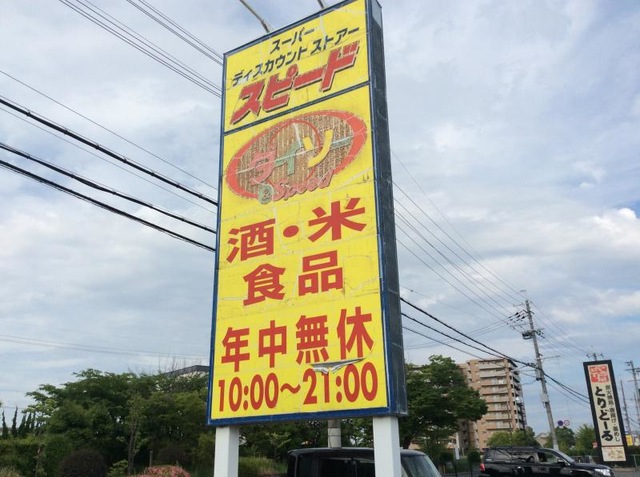 スーパー
ディスカウントストアー
スピード
ライソ
& Speed
酒・米
食品
年中無休
10:00～21:00
とりどーる